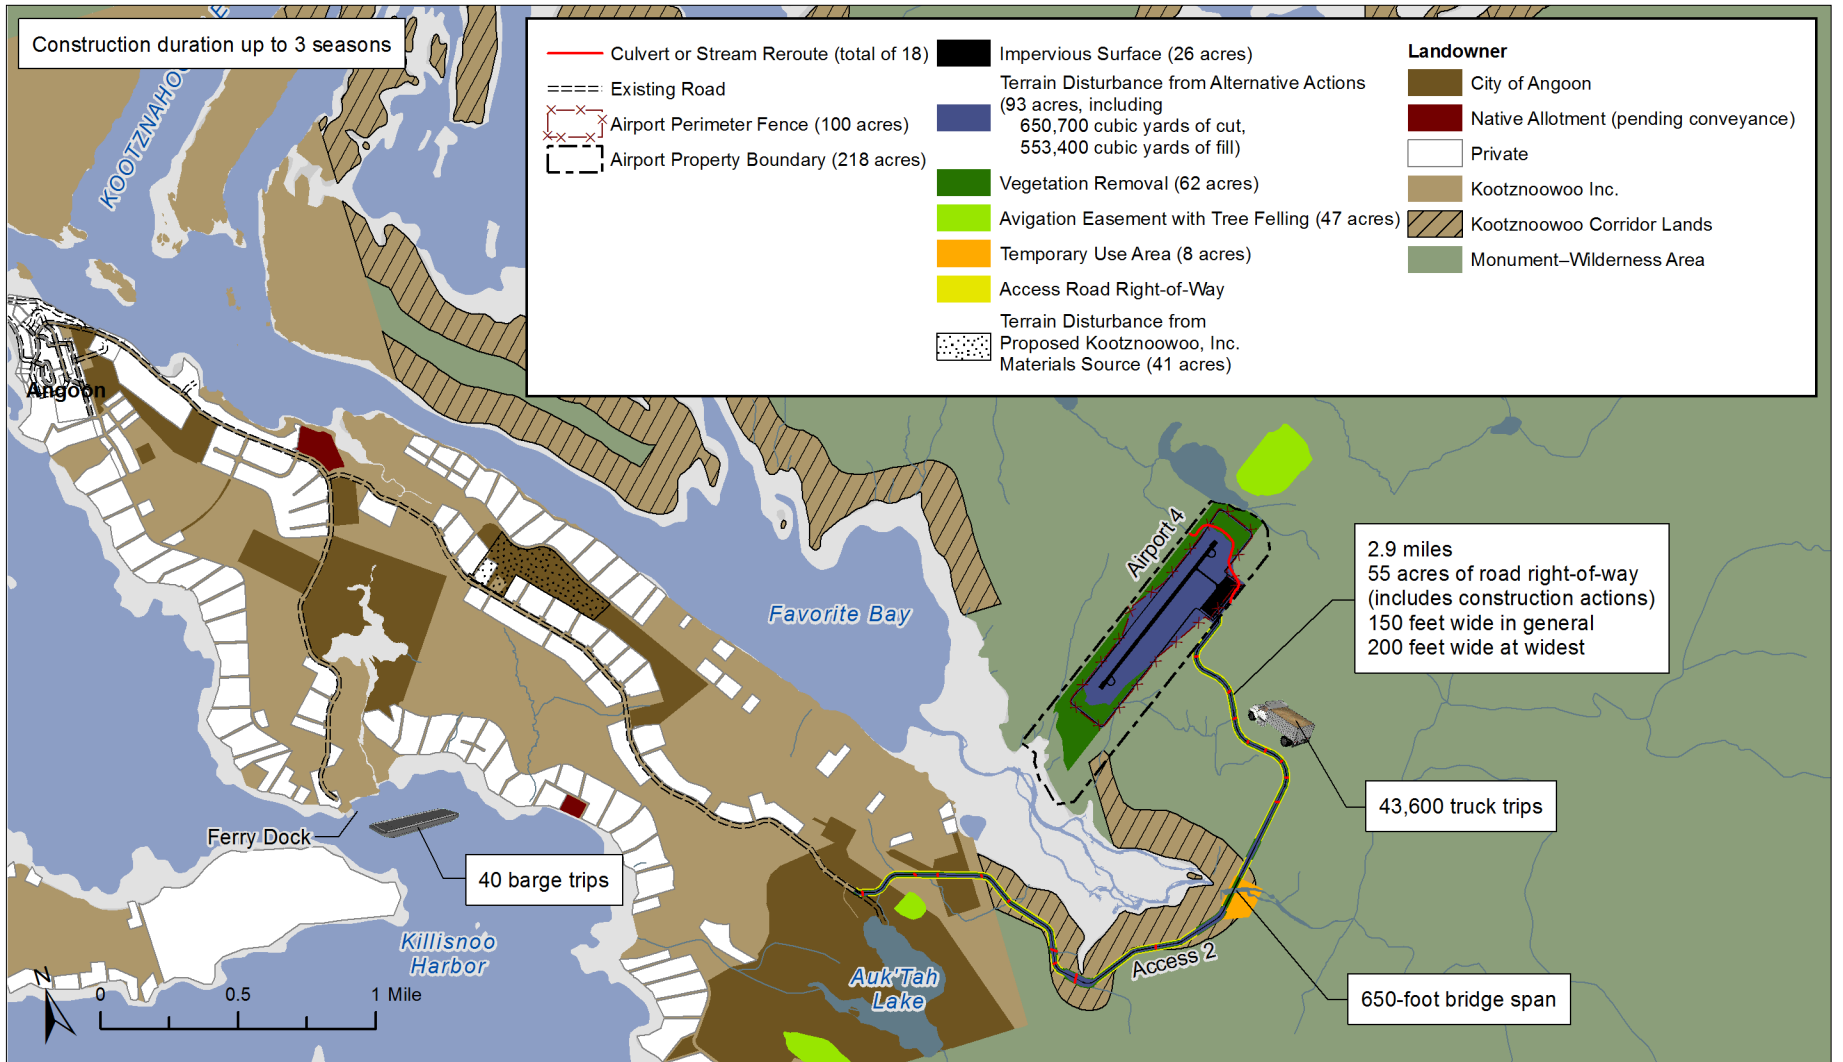 Construction duration up to 3 seasons
KOOTZNAHOO
Culvert or Stream Reroute (total of 18)
Existing Road
Airport Perimeter Fence (100 acres)
Airport Property Boundary (218 acres)
Impervious Surface (26 acres)
Terrain Disturbance from Alternative Actions
(93 acres, including
650,700 cubic yards of cut,
553,400 cubic yards of fill)
Vegetation Removal (62 acres)
Avigation Easement with Tree Felling (47 acres)
Temporary Use Area (8 acres)
Access Road Right-of-Way
Terrain Disturbance from
Proposed Kootznoowoo, Inc.
Materials Source (41 acres)
Landowner
City of Angoon
Native Allotment (pending conveyance)
Private
Kootznoowoo Inc.
Kootznoowoo Corridor Lands
Monument–Wilderness Area
Angoon
Airport 4
Favorite Bay
2.9 miles
55 acres of road right-of-way
(includes construction actions)
150 feet wide in general
200 feet wide at widest
43,600 truck trips
Ferry Dock
40 barge trips
Killisnoo
Harbor
Auk'Tah
Lake
Access 2
650-foot bridge span
N
0 0.5 1 Mile